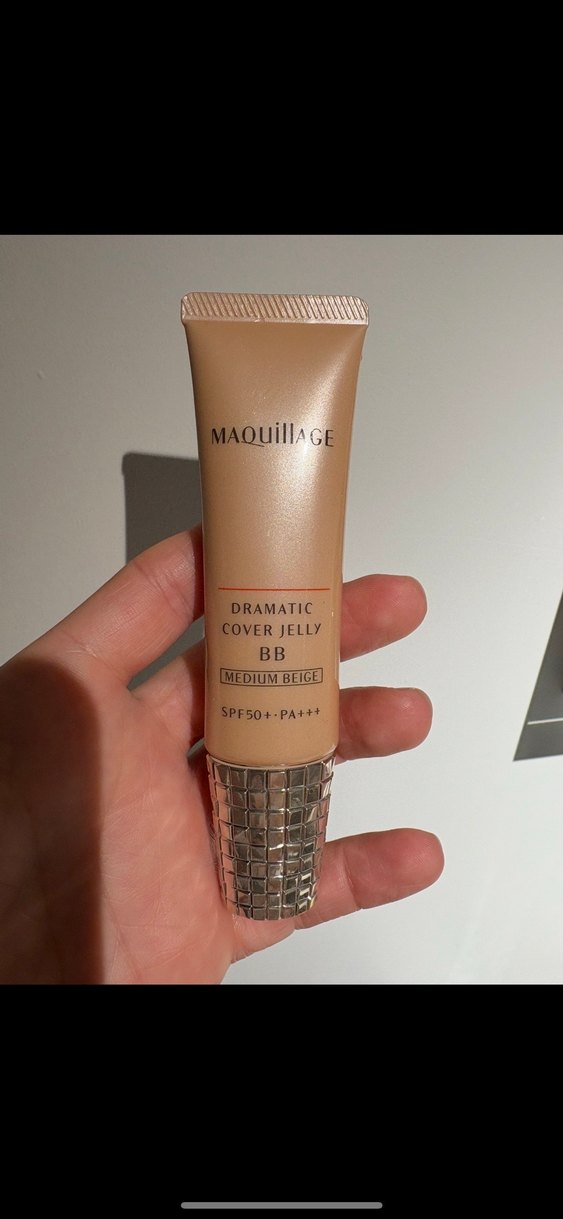 MAQuillAGE
DRAMATIC
COVER JELLY
BB
MEDIUM BEIGE
SPF50+・PA+++